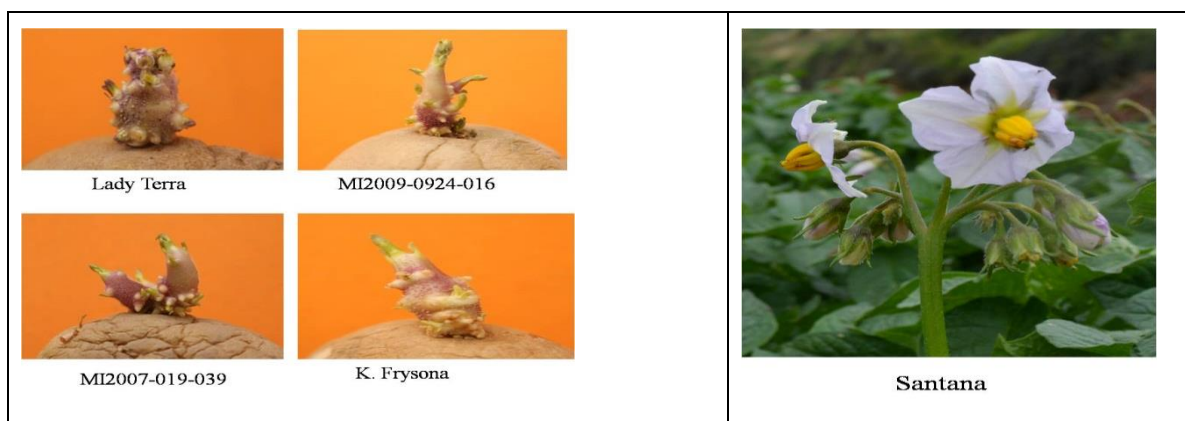 Lady Terra
MI2009-0924-016
MI2007-019-039
K. Frysona
Santana